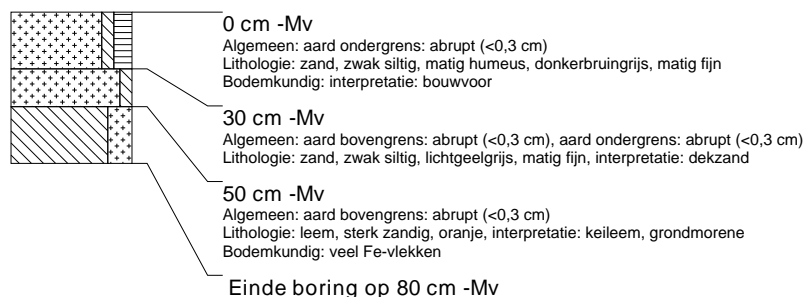 0 cm -Mv
Algemeen: aard ondergrens: abrupt (<0,3 cm)
Lithologie: zand, zwak siltig, matig humeus, donkerbruingrijs, matig fijn
Bodemkundig: interpretatie: bouwvoor
30 cm -Mv
Algemeen: aard bovengrens: abrupt (<0,3 cm), aard ondergrens: abrupt (<0,3 cm)
Lithologie: zand, zwak siltig, lichtgeelgrijs, matig fijn, interpretatie: dekzand
50 cm -Mv
Algemeen: aard bovengrens: abrupt (<0,3 cm)
Lithologie: leem, sterk zandig, oranje, interpretatie: keileem, grondmorene
Bodemkundig: veel Fe-vlekken
Einde boring op 80 cm -Mv